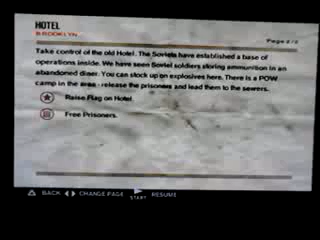 HOTEL
BROOKLYN
Page 2/2
Take control of the old Hotel. The Soviets have established a base of
operations inside. We have seen Soviet soldiers storing ammunition in an
abandoned diner. You can stock up on explosives here. There is a POW
camp in the area - release the prisoners and lead them to the sewers.
Raise Flag on Hotel.
Free Prisoners.
BACK CHANGE PAGE START RESUME